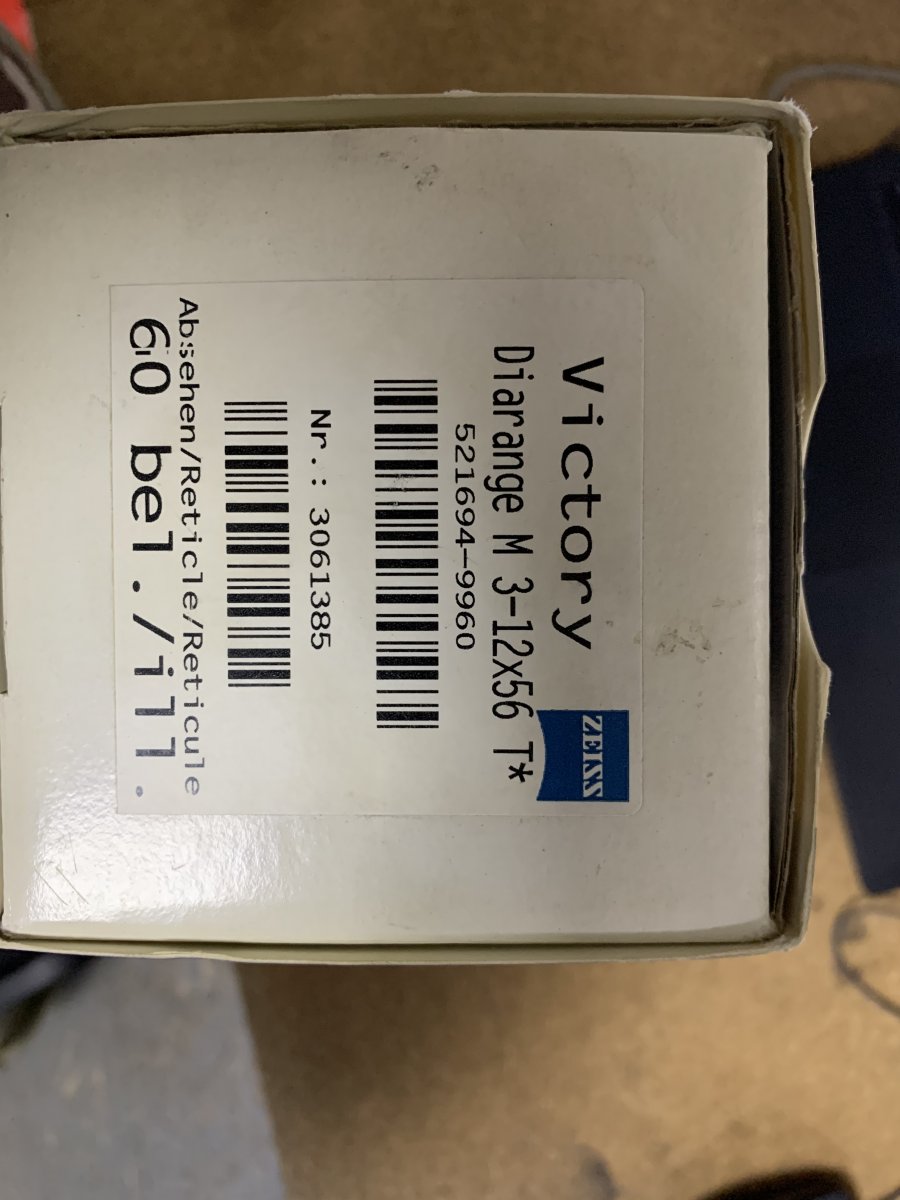 Victory
ZEISS
Diarange M 3-12x56 T*
521694-9960
Nr.: 3061385
Absehen/Reticle/Reticule
60 bel./ill.